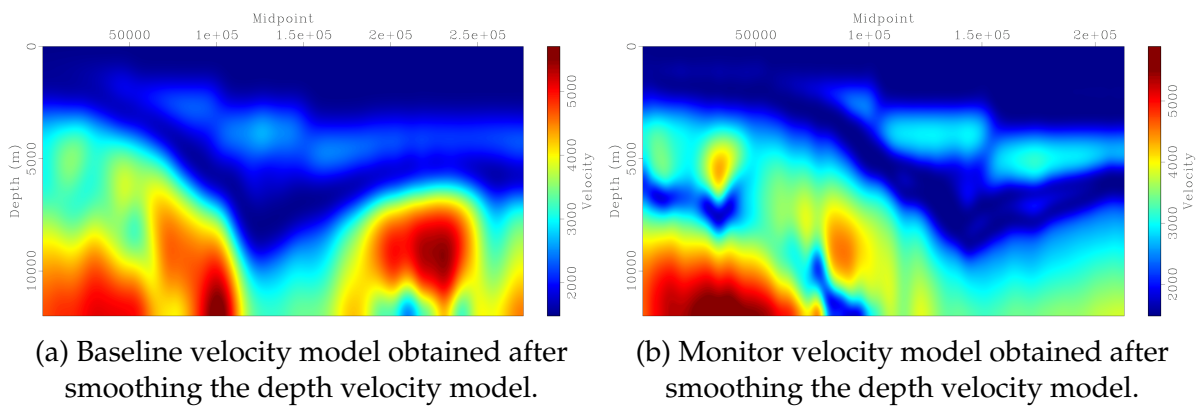 Midpoint
50000 1e+05 1.5e+05 2e+05 2.5e+05
0
5000
10000
Depth (m)
2000 3000 4000 5000
Velocity
Midpoint
50000 1e+05 1.5e+05 2e+05
0
5000
10000
Depth (m)
2000 3000 4000 5000
Velocity
(a) Baseline velocity model obtained after
smoothing the depth velocity model.
(b) Monitor velocity model obtained after
smoothing the depth velocity model.